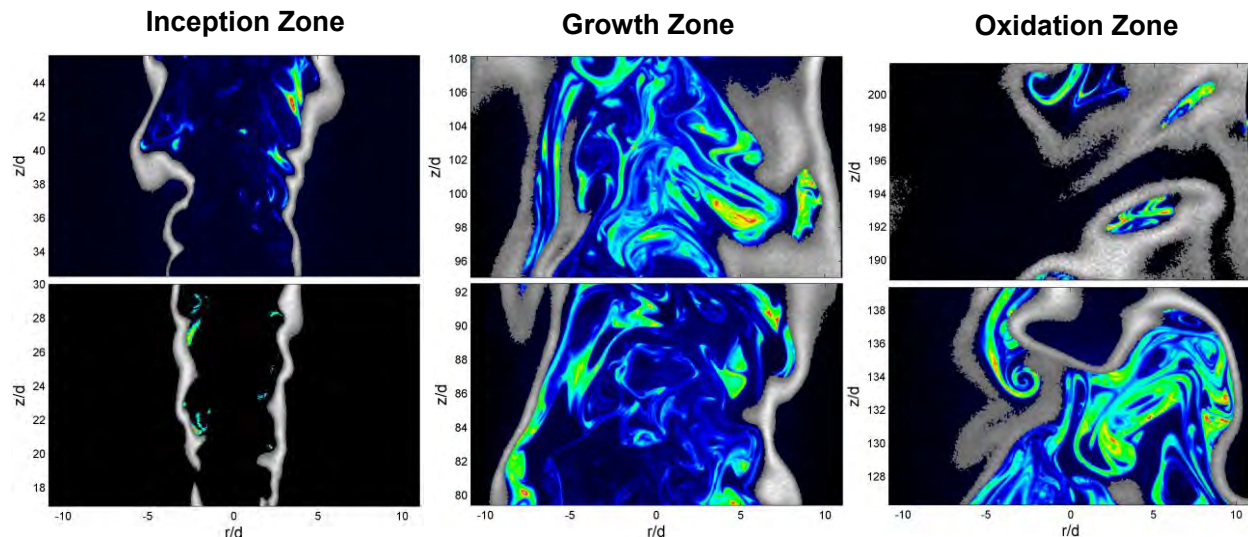 Inception Zone
Growth Zone
Oxidation Zone
44
42
40
38
36
34
z/d
108
106
104
102
100
98
96
z/d
200
198
196
194
192
190
z/d
30
28
26
24
22
20
18
z/d
-10 -5 0 5 10
r/d
92
90
88
86
84
82
80
z/d
-10 -5 0 5 10
r/d
138
136
134
132
130
128
z/d
-10 -5 0 5 10
r/d